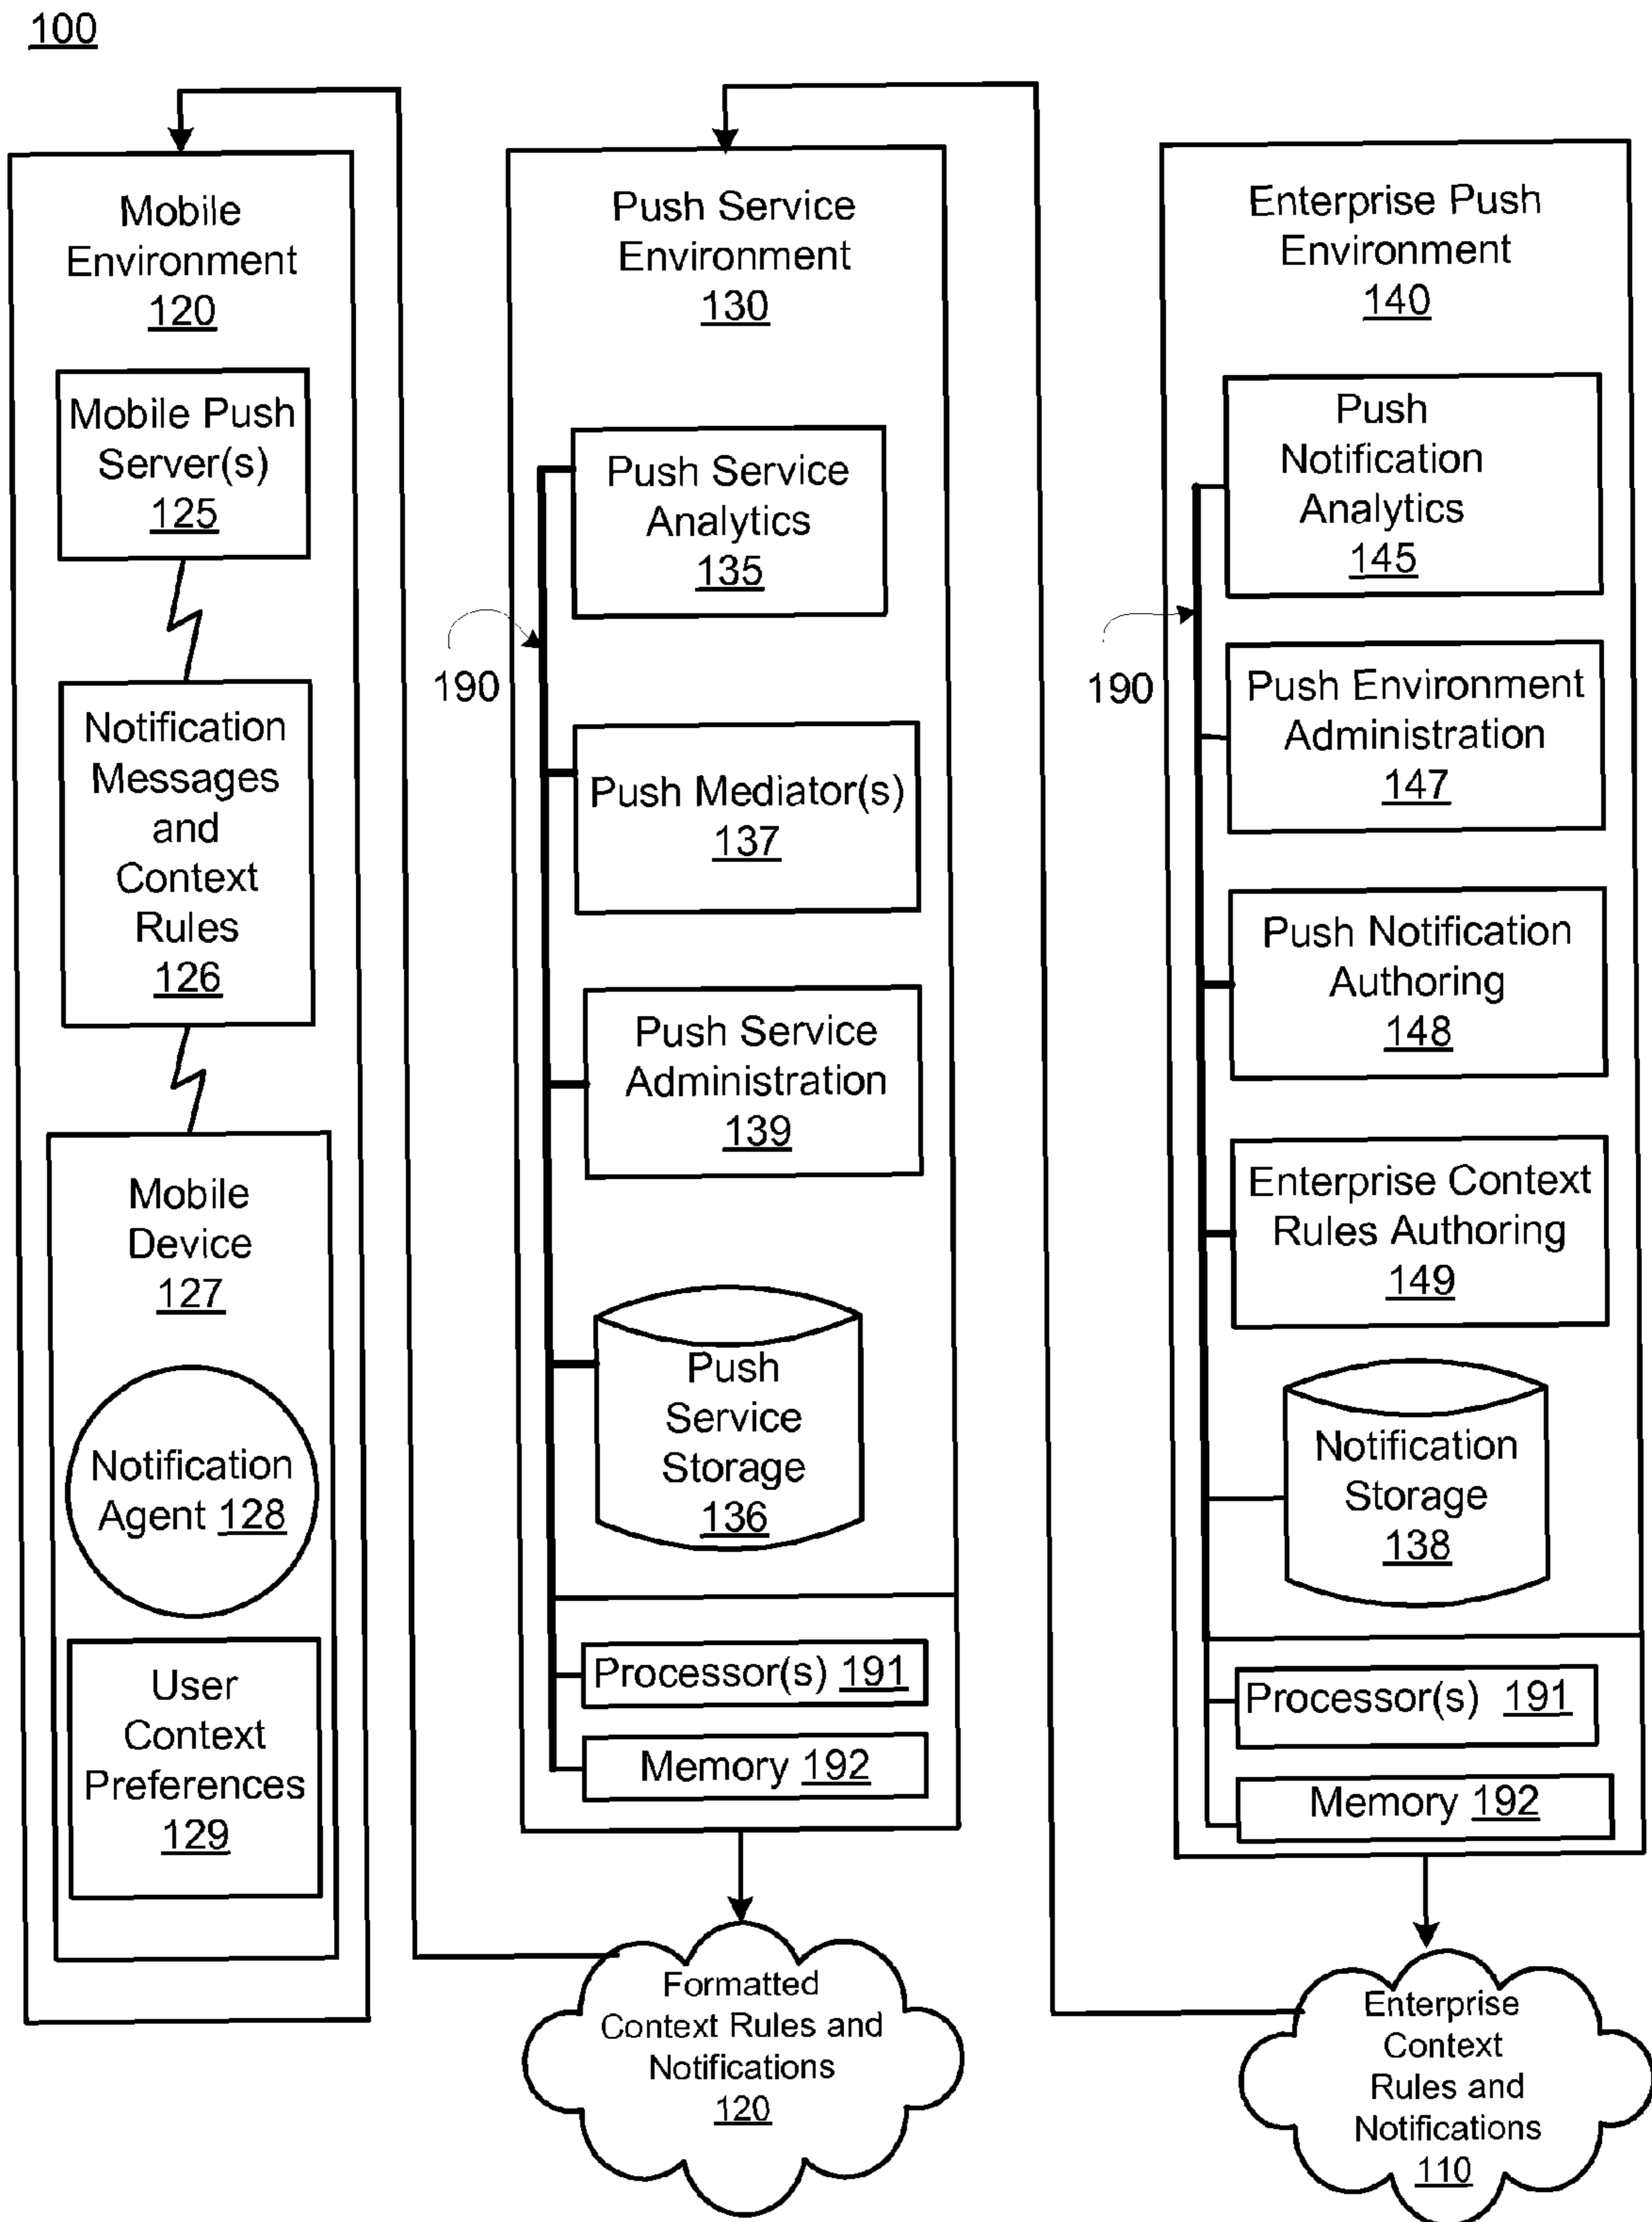 100
Mobile
Environment
120
Mobile Push
Server(s)
125
Notification
Messages
and
Context
Rules
126
Mobile
Device
127
Notification
Agent 128
User
Context
Preferences
129
Push Service
Environment
130
Push Service
Analytics
135
190
Push Mediator(s)
137
Push Service
Administration
139
Push
Service
Storage
136
Processor(s) 191
Memory 192
Formatted
Context Rules and
Notifications
120
Enterprise Push
Environment
140
Push
Notification
Analytics
145
190
Push Environment
Administration
147
Push Notification
Authoring
148
Enterprise Context
Rules Authoring
149
Notification
Storage
138
Processor(s) 191
Memory 192
Enterprise
Context
Rules and
Notifications
110